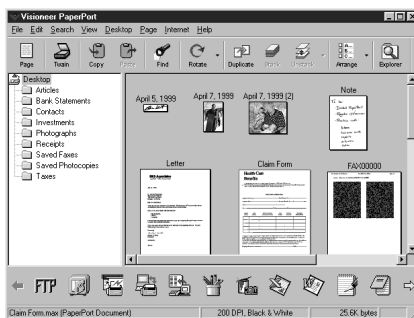 Visioneer PaperPort
File Edit Search View Desktop Page Internet Help
Page Twain Copy Paste Find Rotate Duplicate Stack Unstack Arrange Explorer
Desktop
Articles
Bank Statements
Contacts
Investments
Photographs
Receipts
Saved Faxes
Saved Photocopies
Taxes
April 5, 1999
April 7, 1999
April 7, 1999 (2)
Note
Letter
Claim Form
FAX00000
Health Care
Benefits
FTP
Claim Form.max (PaperPort Document) 200 DPI, Black & White 25.6K bytes